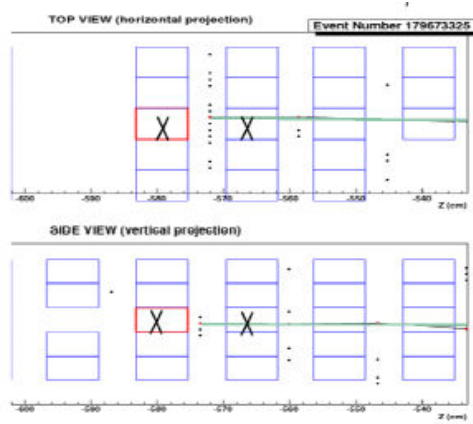 TOP VIEW (horizontal projection)
Event Number 179673325
X X
-600 -590 -580 -570 -560 -550 -540
Z (cm)
SIDE VIEW (vertical projection)
X X
-600 -590 -580 -570 -560 -550 -540
Z (cm)